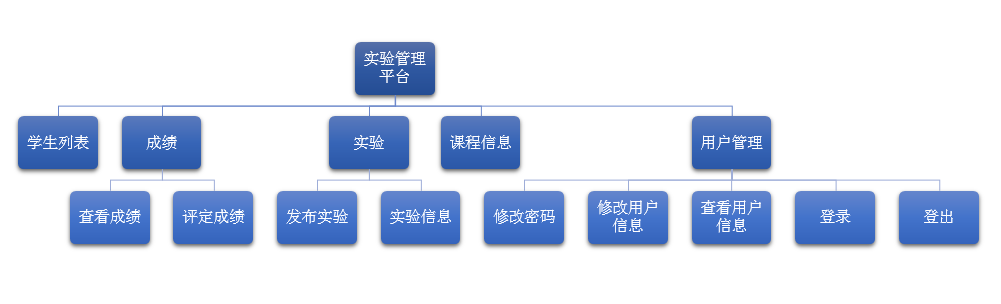 实验管理
平台
学生列表
成绩
实验
课程信息
用户管理
查看成绩
评定成绩
发布实验
实验信息
修改密码
修改用户
信息
查看用户
信息
登录
登出